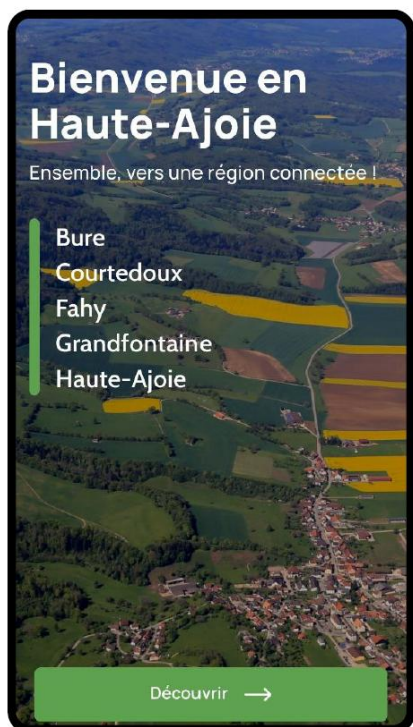 Bienvenue en
Haute-Ajoie
Ensemble, vers une région connectée !
Bure
Courtedoux
Fahy
Grandfontaine
Haute-Ajoie
Découvrir →